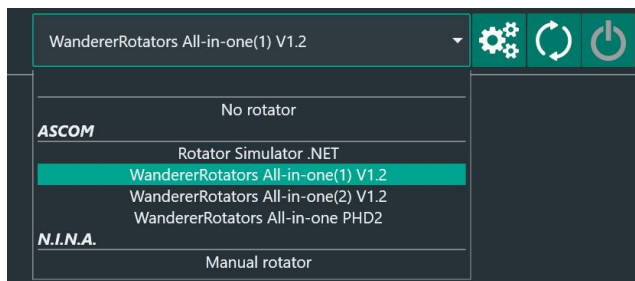 WandererRotators All-in-one(1) V1.2
No rotator
ASCOM
Rotator Simulator .NET
WandererRotators All-in-one(1) V1.2
WandererRotators All-in-one(2) V1.2
WandererRotators All-in-one PHD2
N.I.N.A.
Manual rotator